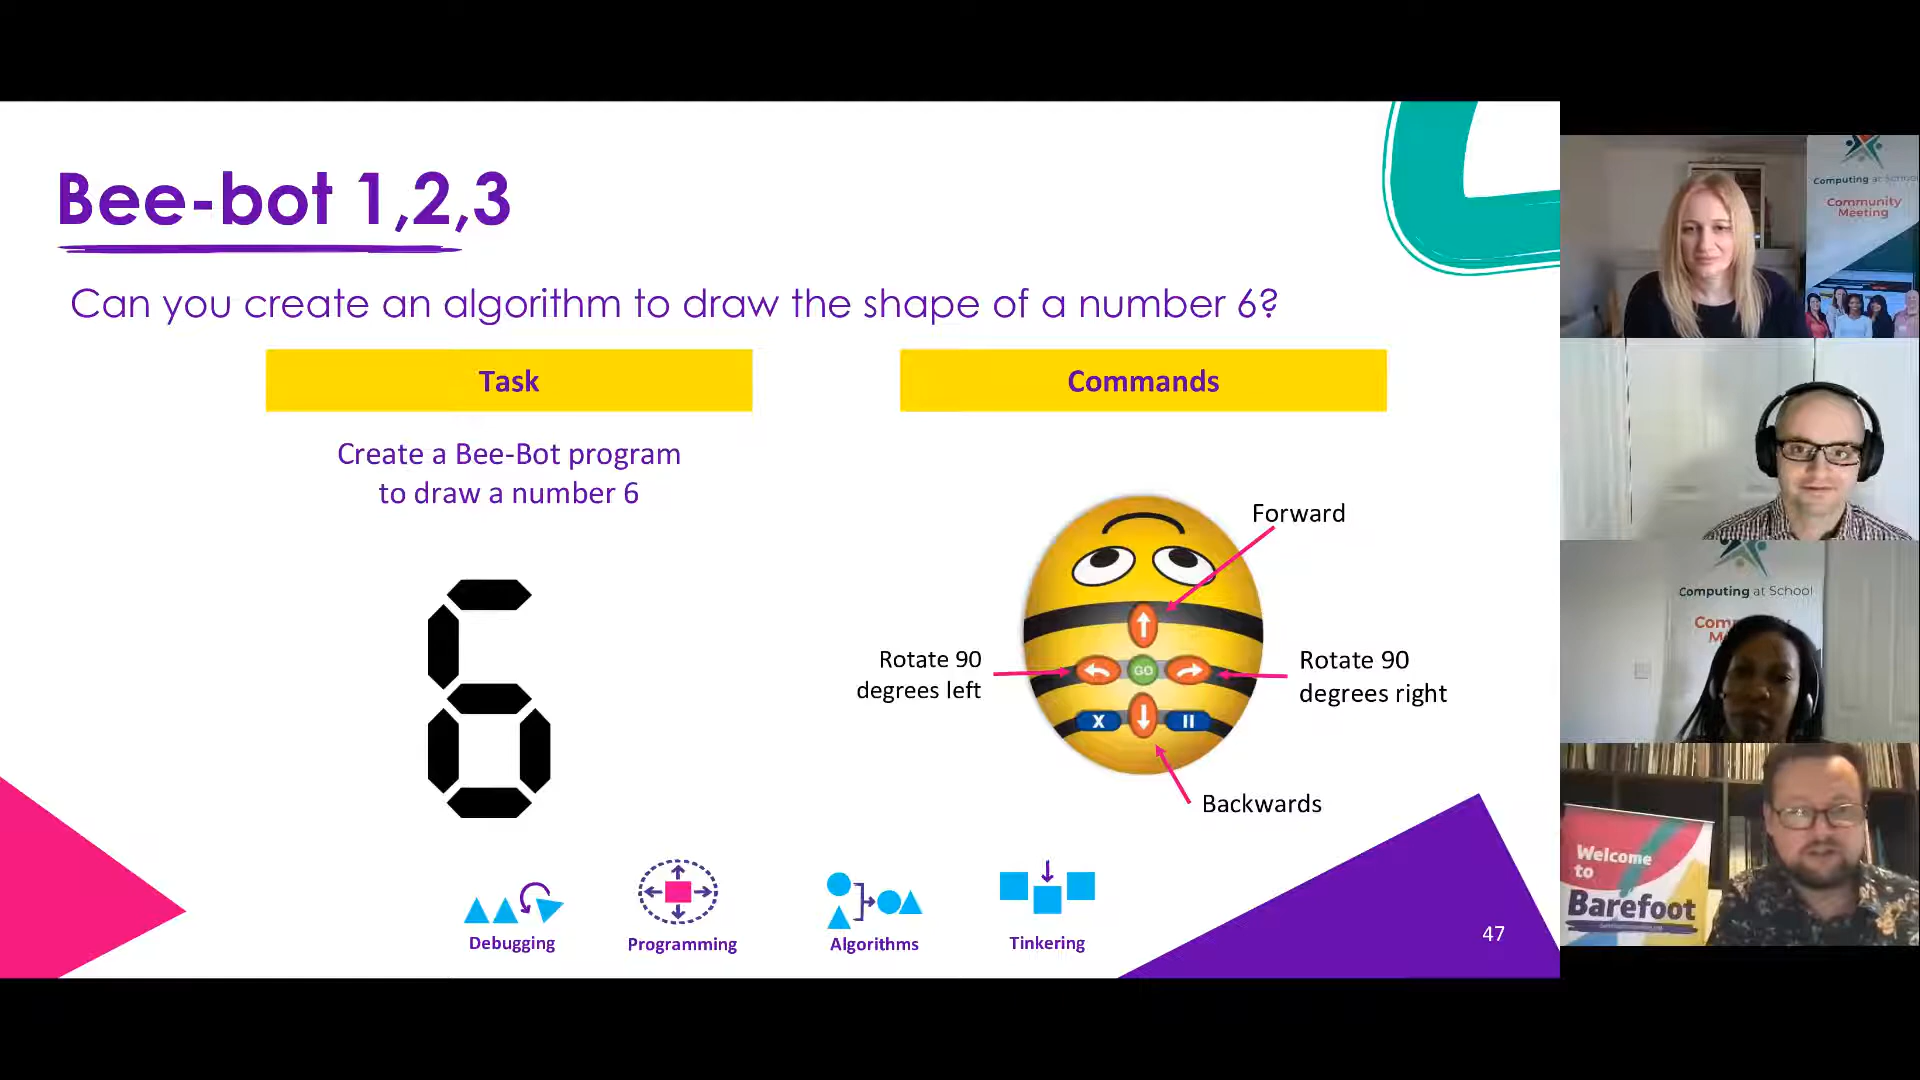 Bee-bot 1,2,3
Can you create an algorithm to draw the shape of a number 6?
Task
Commands
Create a Bee-Bot program
to draw a number 6
Forward
Rotate 90
degrees left
GO
Rotate 90
degrees right
X
Backwards
Debugging
Programming
Algorithms
Tinkering
47
Computing at School
Community
Meeting
Computing at School
Welcome
to
Barefoot